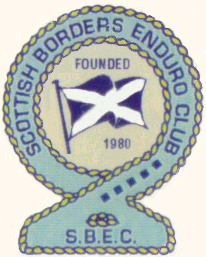 SCOTTISH BORDERS ENDURO CLUB
FOUNDED
1980
S.B.E.C.